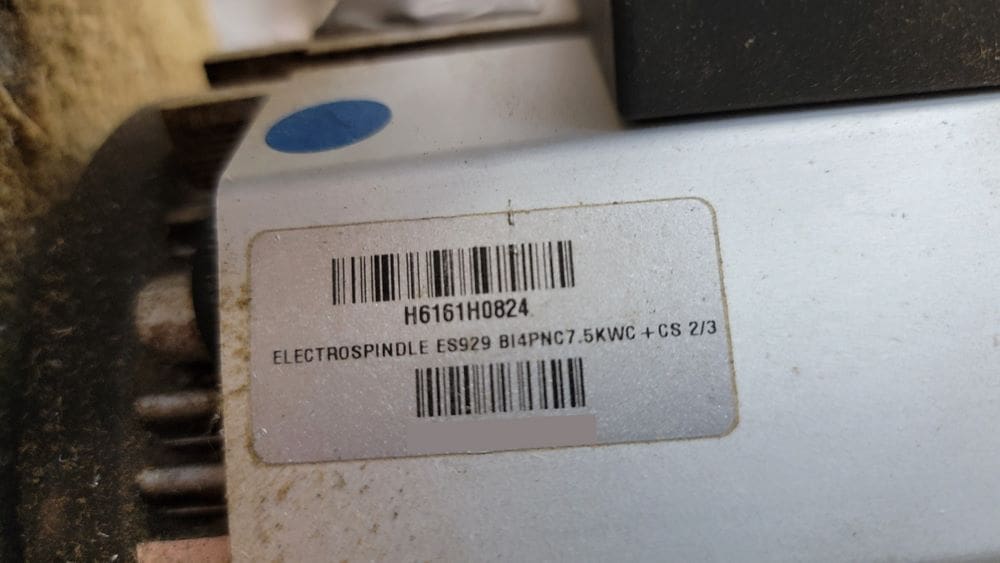 H6161H0824
ELECTROSPINDLE ES929 BI4PNC7.5KWC+CS 2/3